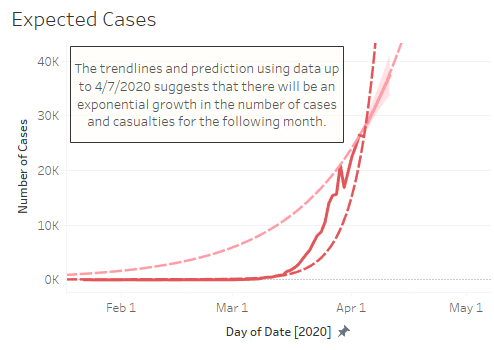 Expected Cases
The trendlines and prediction using data up
to 4/7/2020 suggests that there will be an
exponential growth in the number of cases
and casualties for the following month.
Number of Cases
40K
30K
20K
10K
0K
Feb 1
Mar 1
Apr 1
May 1
Day of Date [2020]